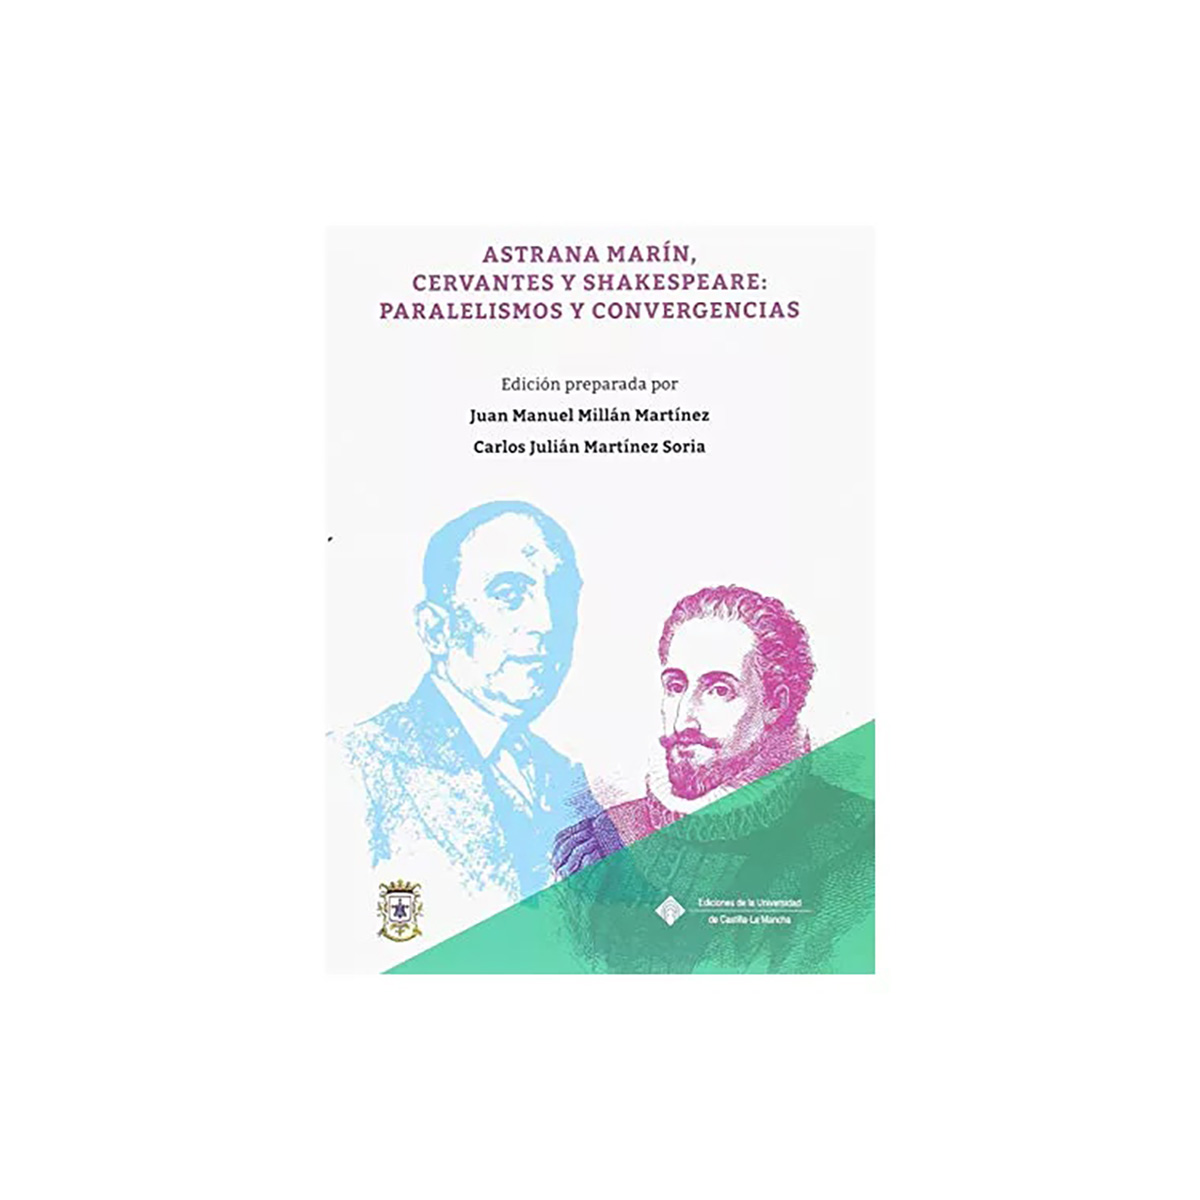 ASTRANA MARÍN,
CERVANTES Y SHAKESPEARE:
PARALELISMOS Y CONVERGENCIAS
Edición preparada por
Juan Manuel Millán Martínez
Carlos Julián Martínez Soria
Ediciones de la Universidad
de Castilla-La Mancha